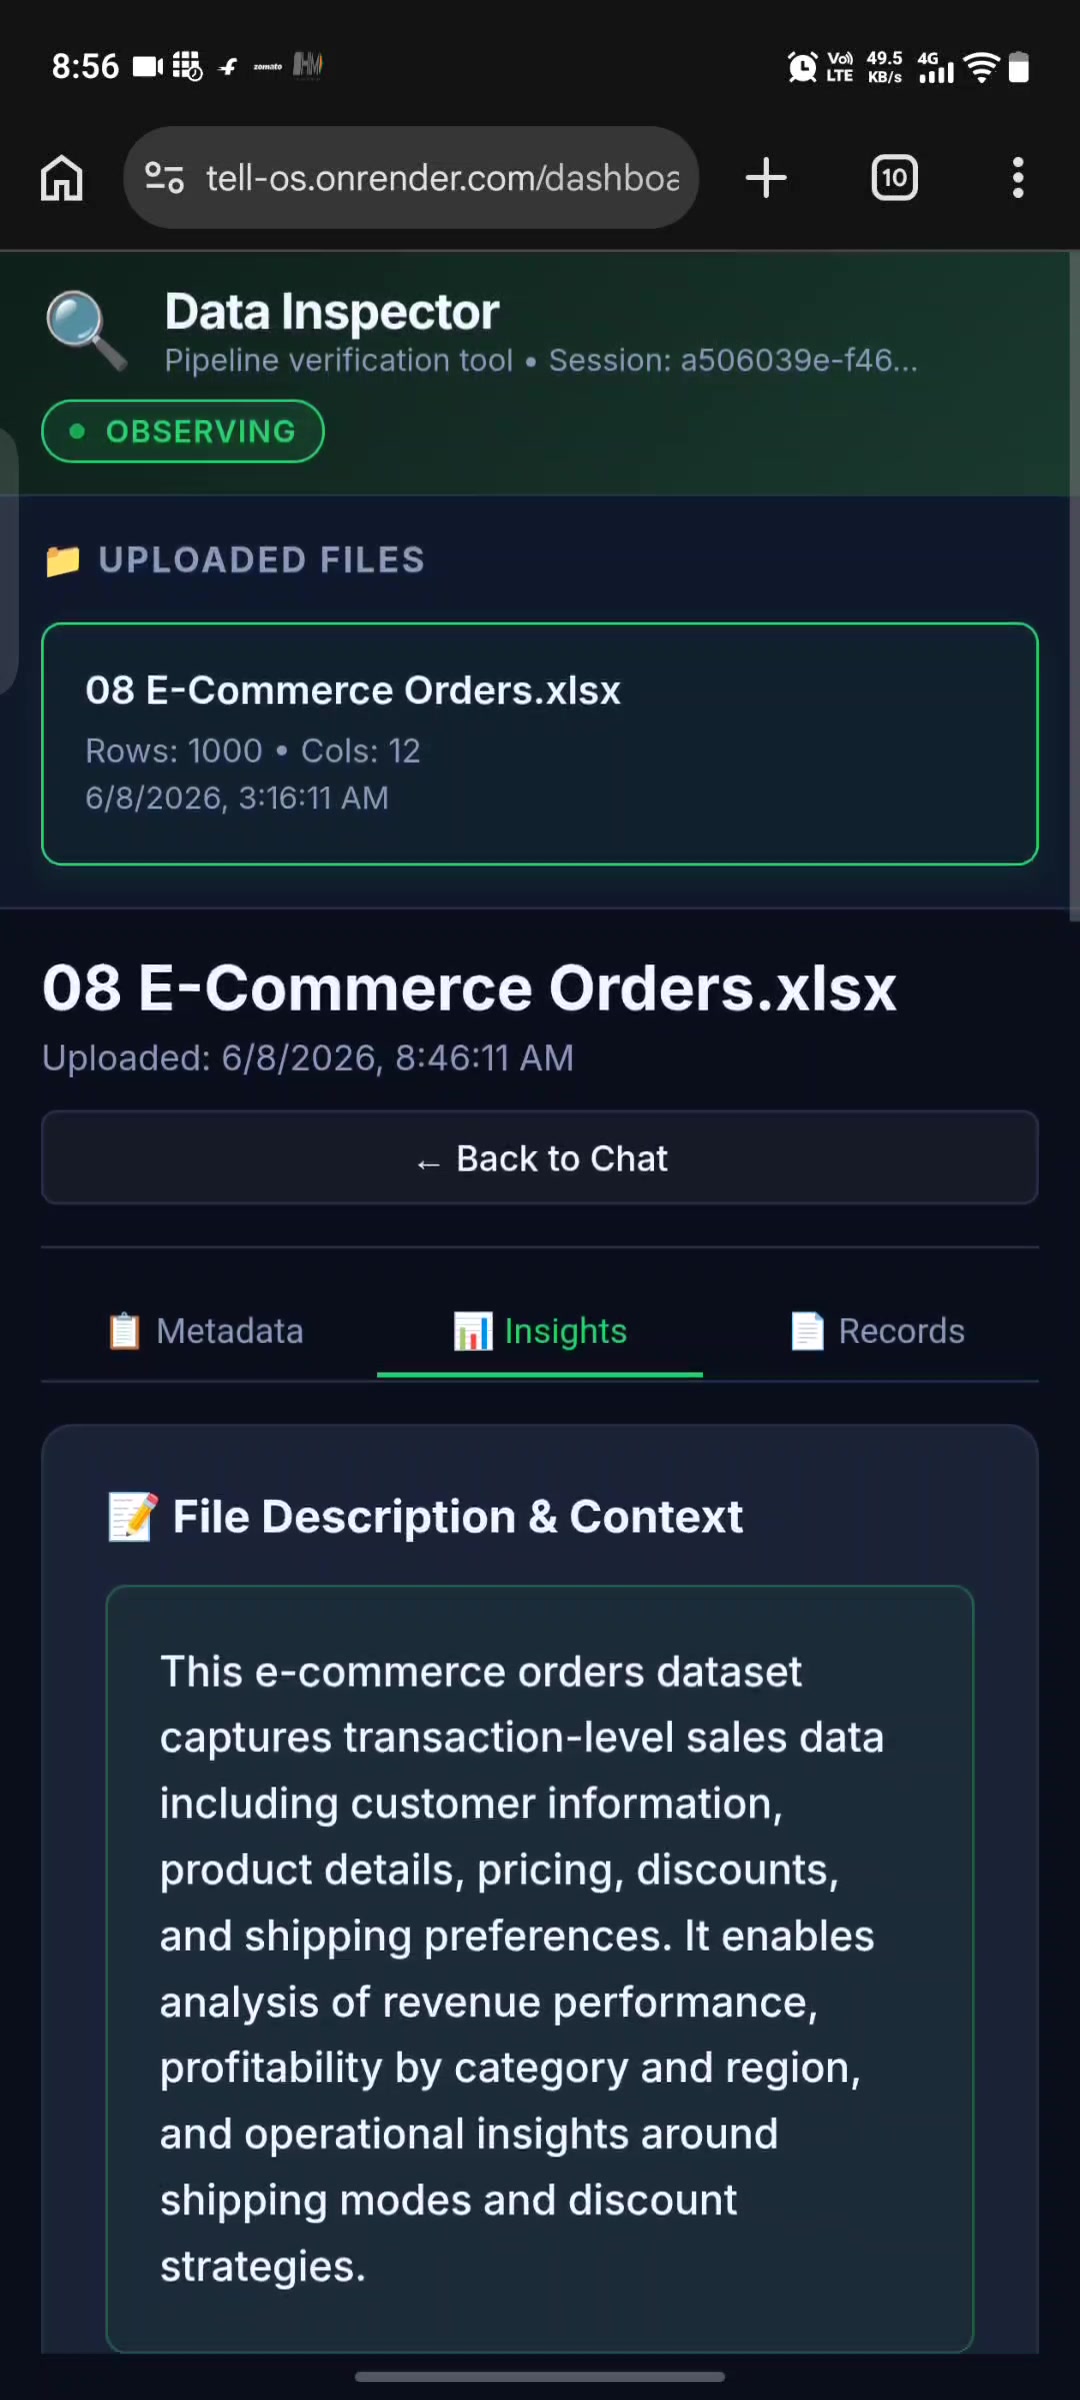 8:56
zomato
Vo) LTE
49.5 KB/s
4G
tell-os.onrender.com/dashboa
10
Data Inspector
Pipeline verification tool • Session: a506039e-f46...
OBSERVING
UPLOADED FILES
08 E-Commerce Orders.xlsx
Rows: 1000 • Cols: 12
6/8/2026, 3:16:11 AM
08 E-Commerce Orders.xlsx
Uploaded: 6/8/2026, 8:46:11 AM
← Back to Chat
Metadata
Insights
Records
File Description & Context
This e-commerce orders dataset
captures transaction-level sales data
including customer information,
product details, pricing, discounts,
and shipping preferences. It enables
analysis of revenue performance,
profitability by category and region,
and operational insights around
shipping modes and discount
strategies.